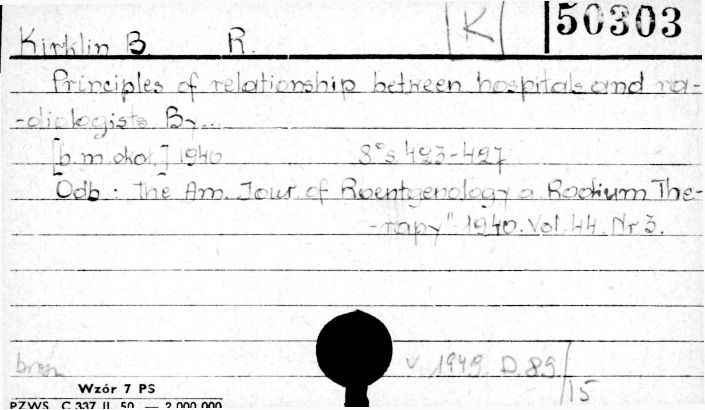 Kirklin B. R. K 50303
Principles of relationship between hospitals and ra-
-diologists. By...
[b.m. okoł.] 1940 8° s 423-427
Odb: The Am. Jour of Roentgenology a. Radium The-
-rapy" 1940. Vol. 44. Nr 3.
v. 1949 D. 89/
/15
Wzór 7 PS
PZWS C 337 II. 50. — 2.000.000